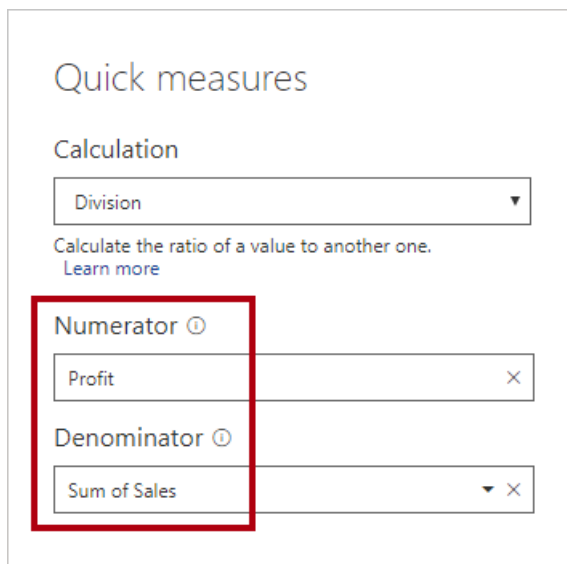 Quick measures
Calculation
Division
Calculate the ratio of a value to another one.
Learn more
Numerator
Profit
Denominator
Sum of Sales